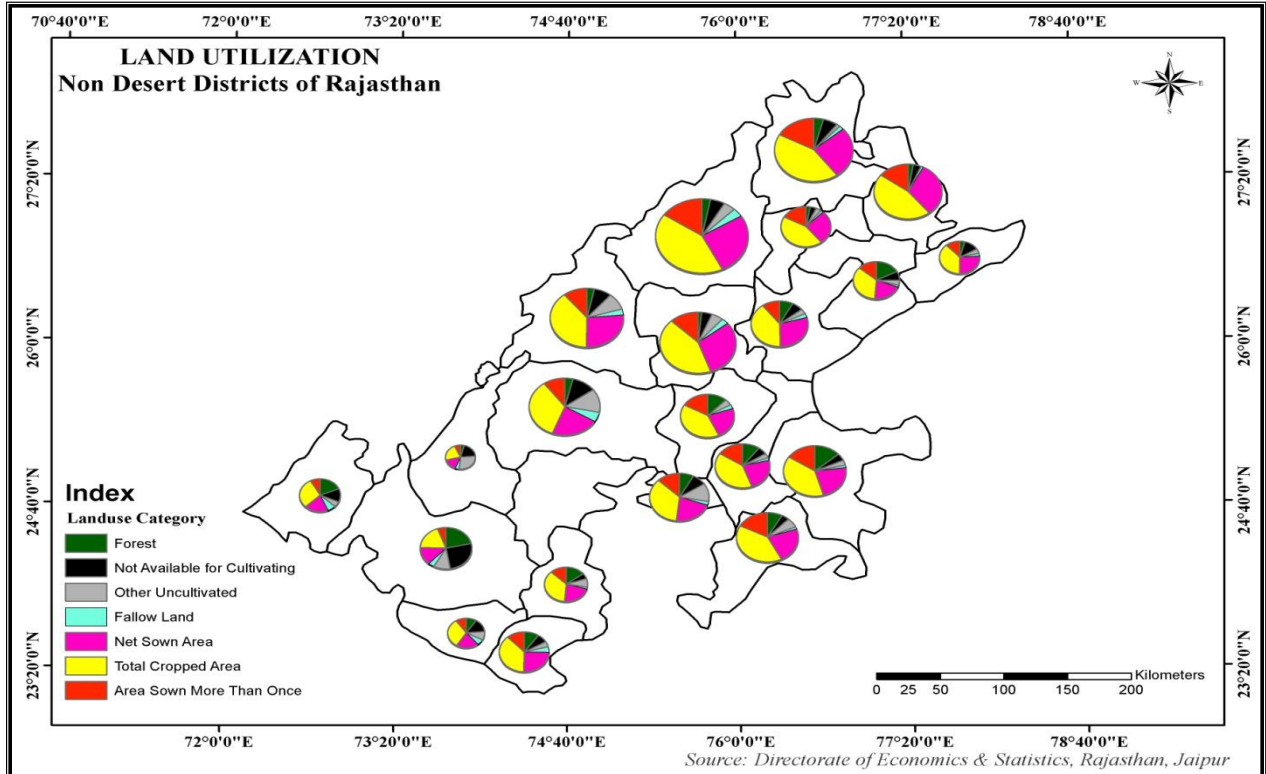 70°40'0"E 72°0'0"E 73°20'0"E 74°40'0"E 76°0'0"E 77°20'0"E 78°40'0"E
LAND UTILIZATION
Non Desert Districts of Rajasthan
N
W E
S
27°20'0"N 27°20'0"N
26°0'0"N 26°0'0"N
24°40'0"N 24°40'0"N
23°20'0"N 23°20'0"N
Index
Landuse Category
Forest
Not Available for Cultivating
Other Uncultivated
Fallow Land
Net Sown Area
Total Cropped Area
Area Sown More Than Once
Kilometers
0 25 50 100 150 200
72°0'0"E 73°20'0"E 74°40'0"E 76°0'0"E 77°20'0"E 78°40'0"E
Source: Directorate of Economics & Statistics, Rajasthan, Jaipur